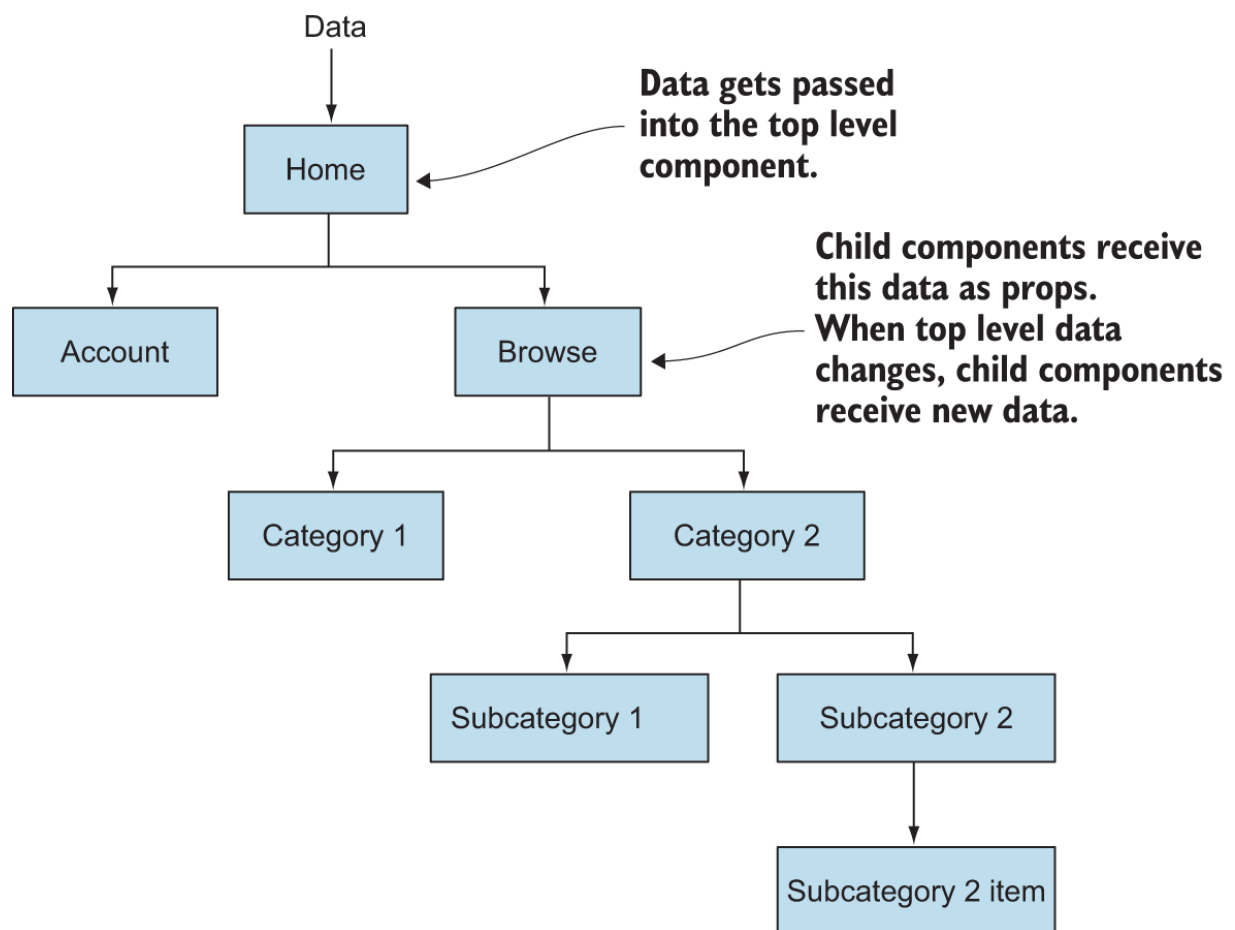 Data
Data gets passed
into the top level
component.
Home
Child components receive
this data as props.
When top level data
changes, child components
receive new data.
Account
Browse
Category 1
Category 2
Subcategory 1
Subcategory 2
Subcategory 2 item